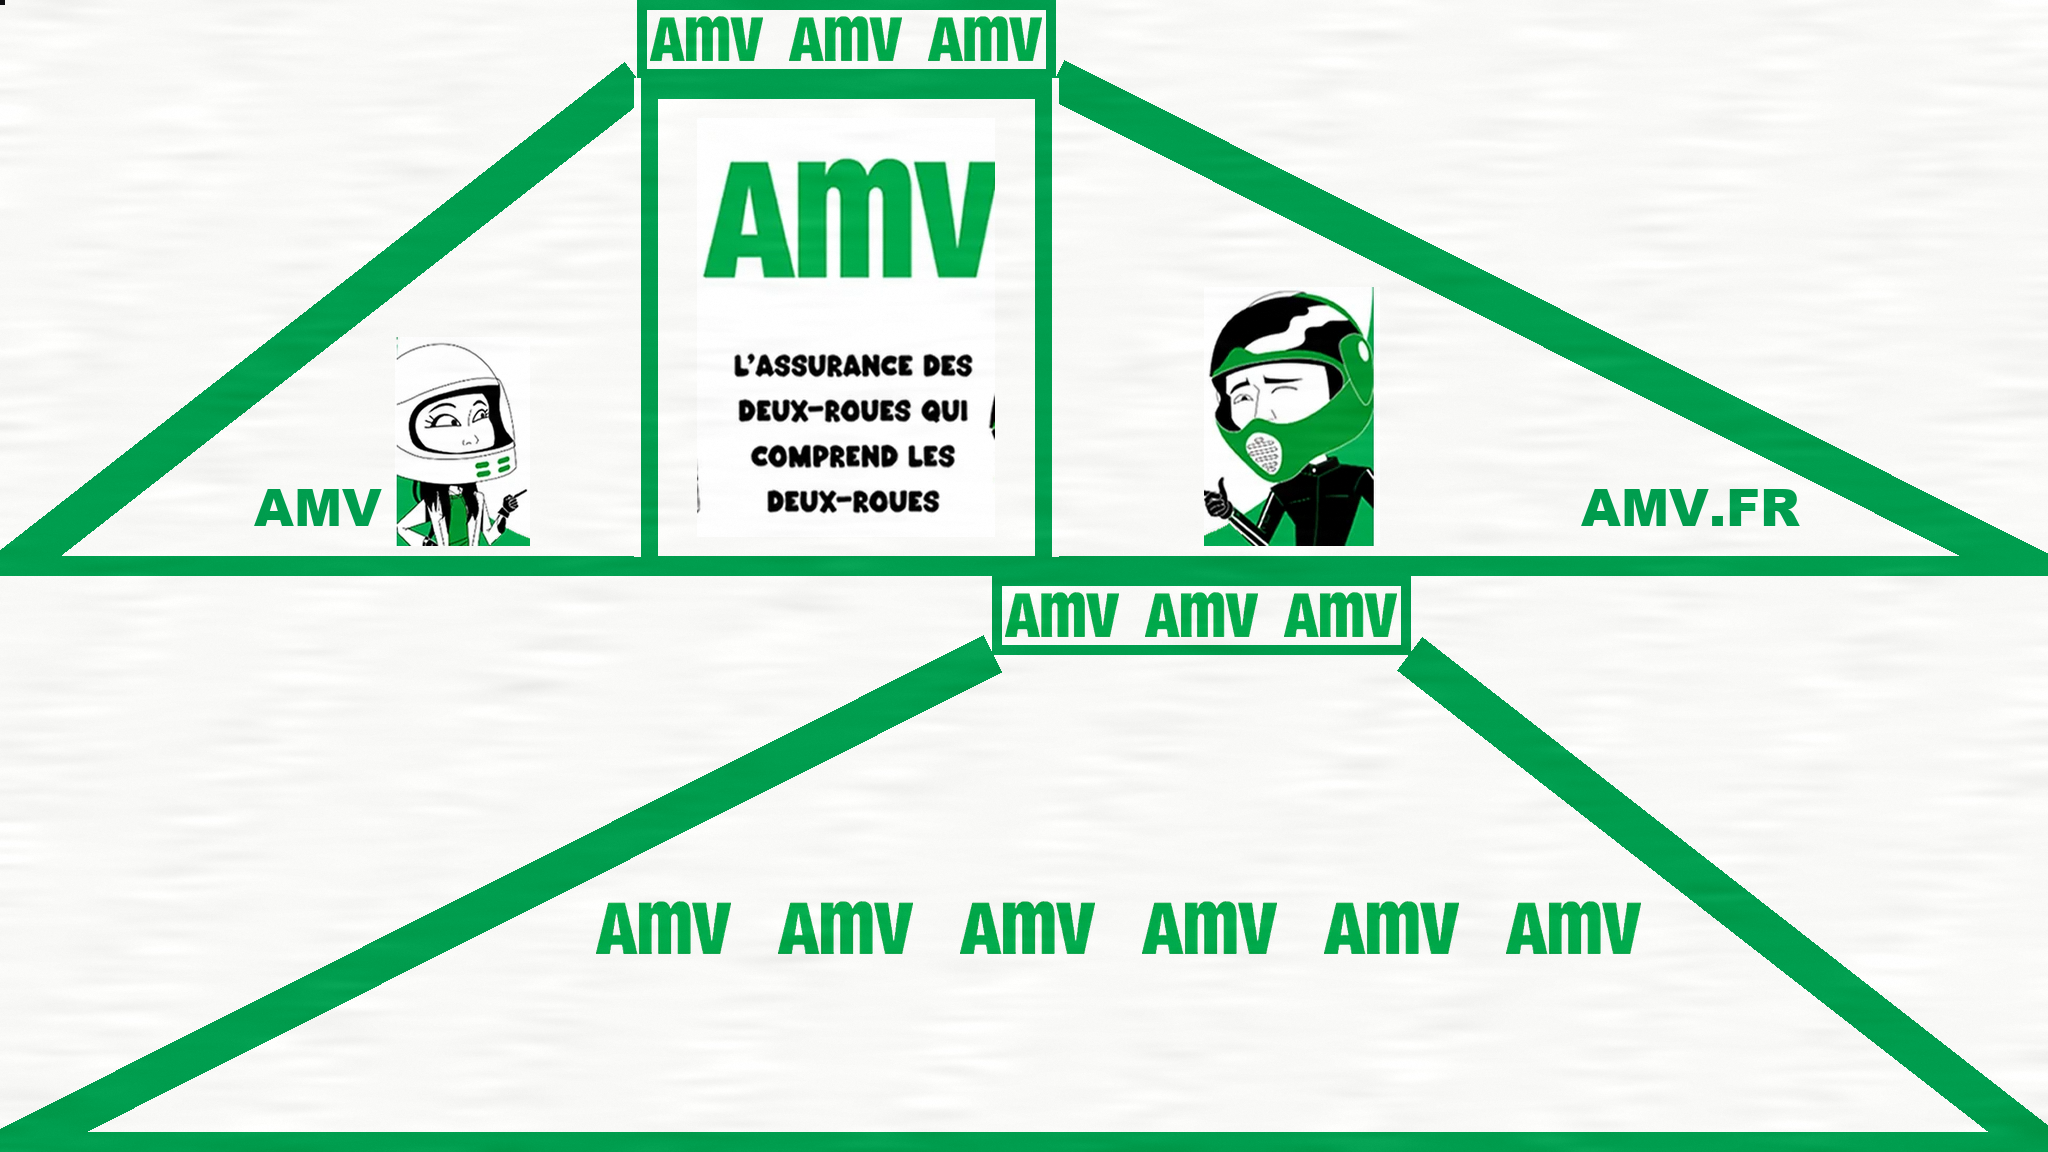 AMV AMV AMV
AMV
L'ASSURANCE DES
DEUX-ROUES QUI
COMPREND LES
DEUX-ROUES
AMV
AMV.FR
AMV AMV AMV
AMV AMV AMV AMV AMV AMV